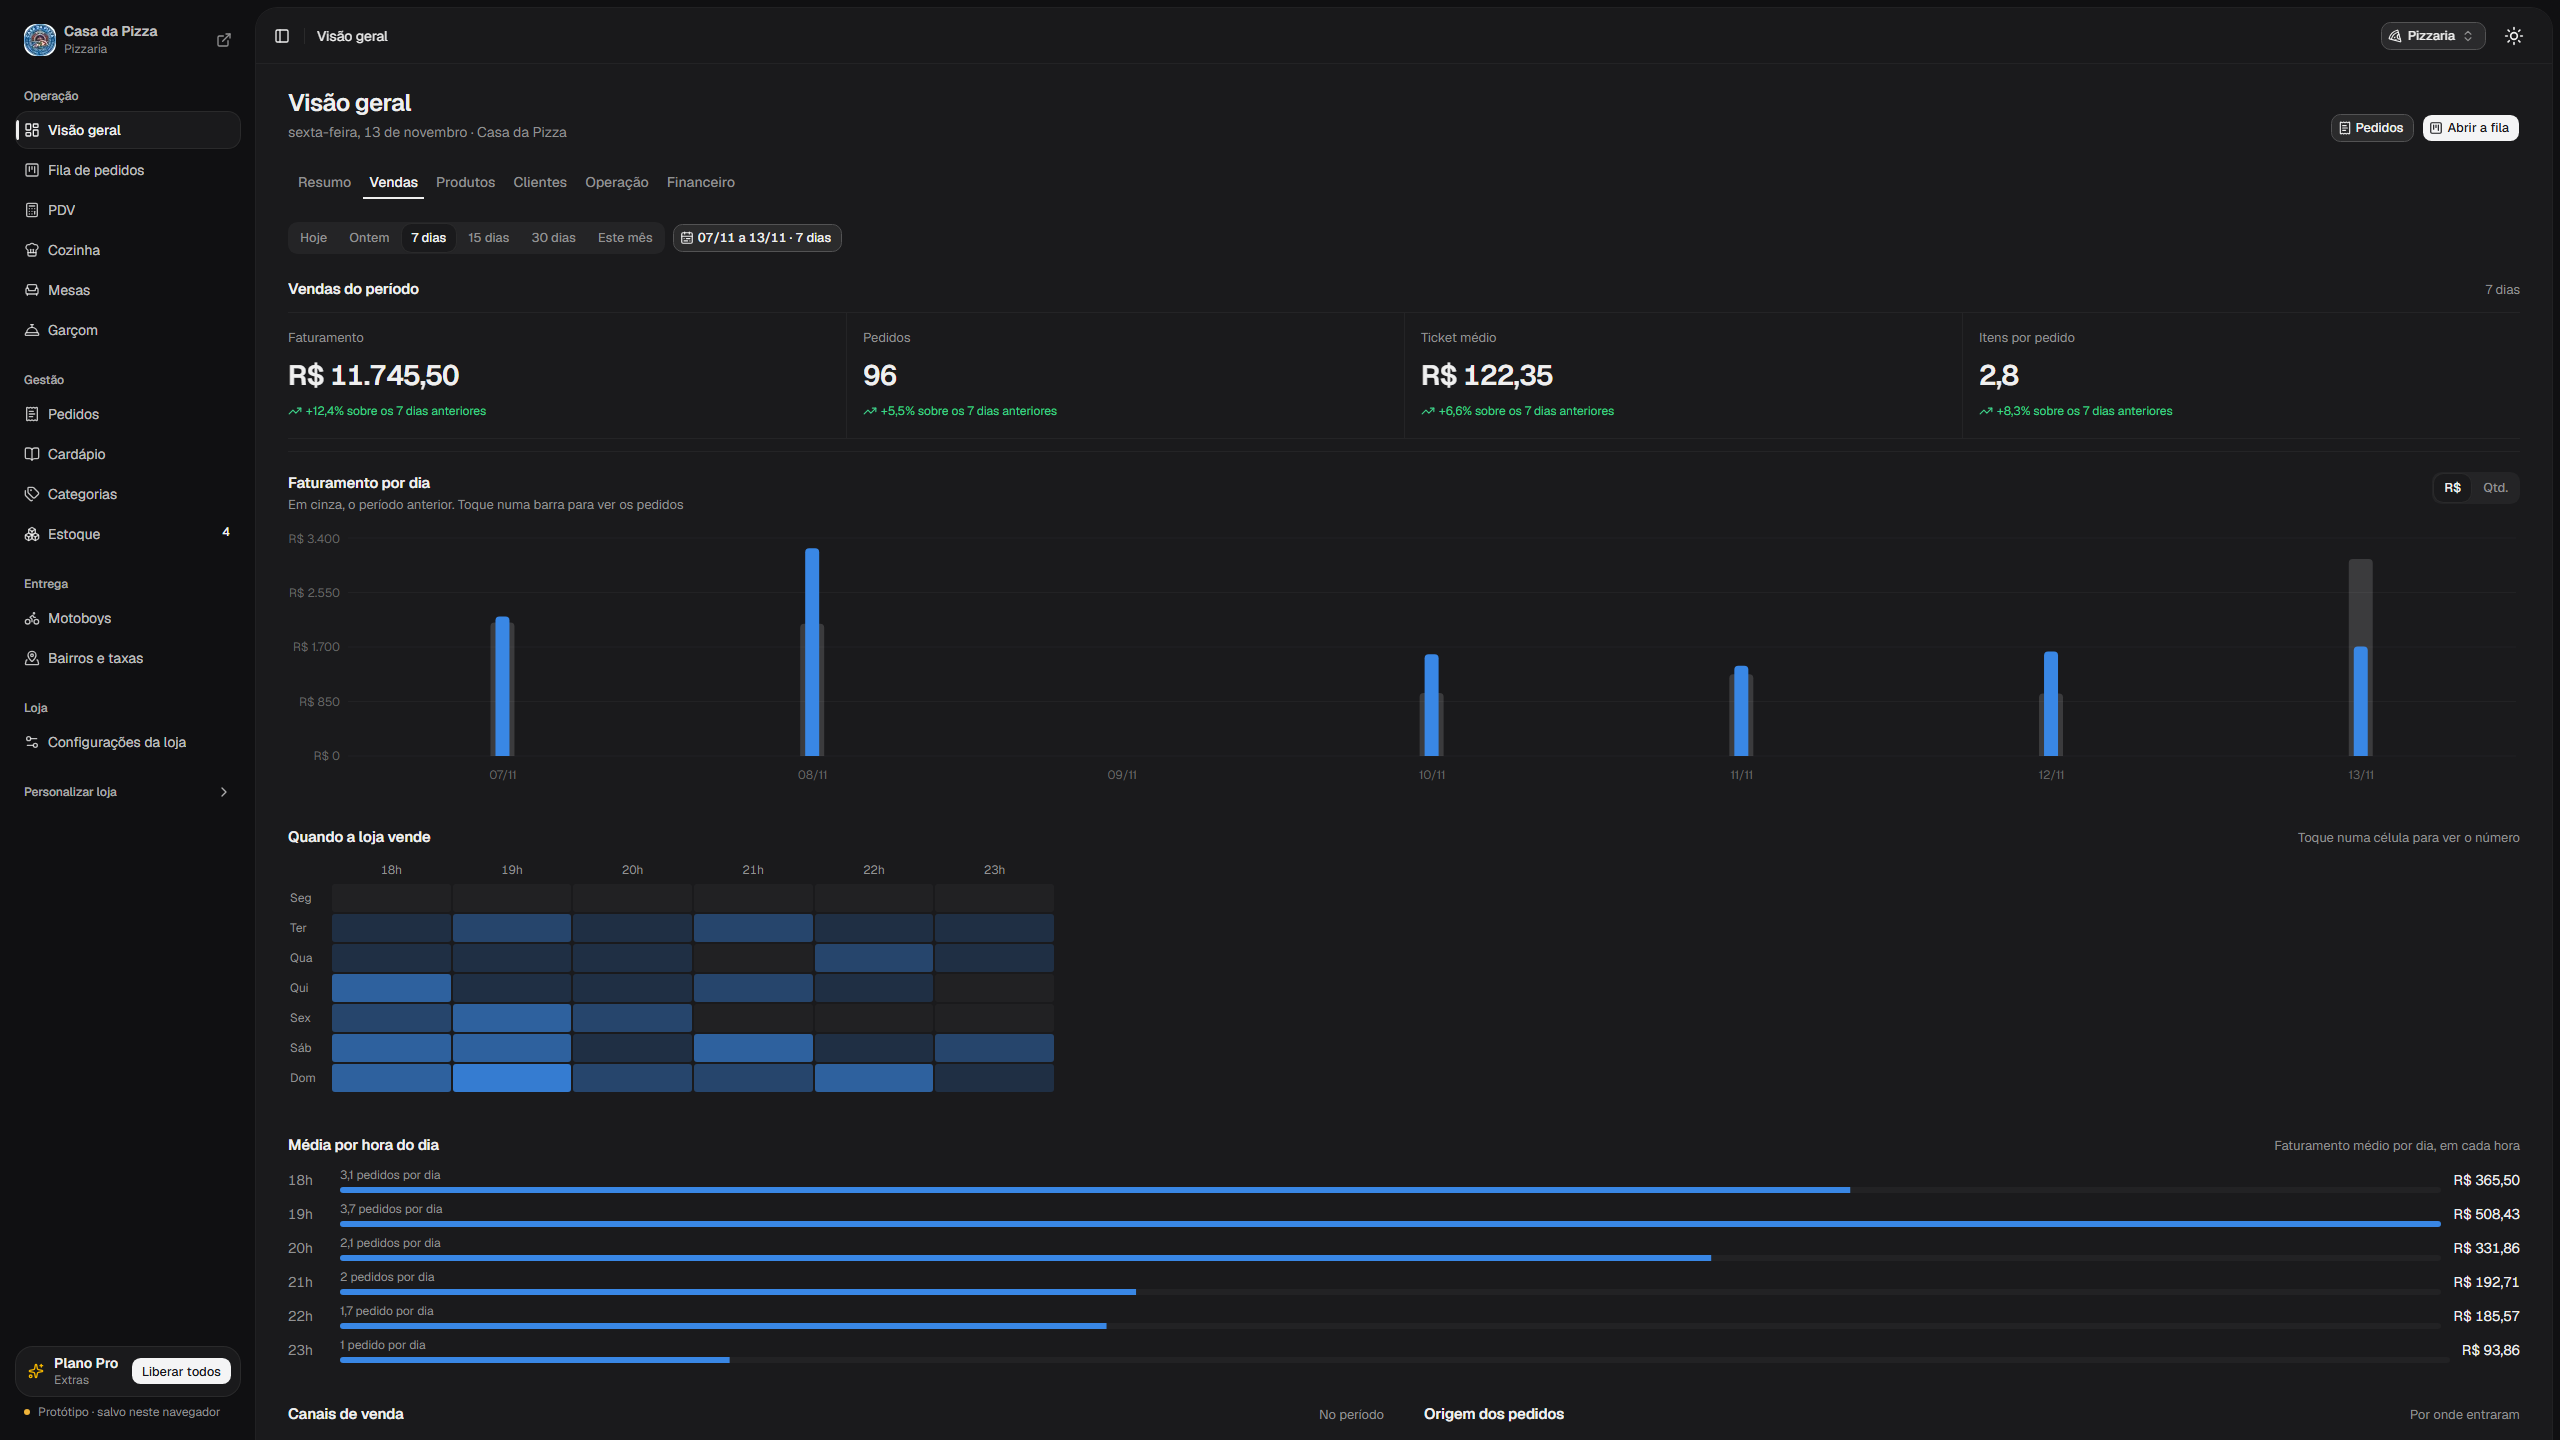 Casa da Pizza
Pizzaria
Operação
Visão geral
Fila de pedidos
PDV
Cozinha
Mesas
Garçom
Gestão
Pedidos
Cardápio
Categorias
Estoque 4
Entrega
Motoboys
Bairros e taxas
Loja
Configurações da loja
Personalizar loja
Plano Pro
Extras
Liberar todos
Protótipo · salvo neste navegador
Visão geral
Pizzaria
Visão geral
sexta-feira, 13 de novembro · Casa da Pizza
Pedidos
Abrir a fila
Resumo Vendas Produtos Clientes Operação Financeiro
Hoje Ontem 7 dias 15 dias 30 dias Este mês 07/11 a 13/11 · 7 dias
Vendas do período 7 dias
Faturamento
R$ 11.745,50
+12,4% sobre os 7 dias anteriores
Pedidos
96
+5,5% sobre os 7 dias anteriores
Ticket médio
R$ 122,35
+6,6% sobre os 7 dias anteriores
Itens por pedido
2,8
+8,3% sobre os 7 dias anteriores
Faturamento por dia
Em cinza, o período anterior. Toque numa barra para ver os pedidos
R$ Qtd.
R$ 3.400
R$ 2.550
R$ 1.700
R$ 850
R$ 0
07/11 08/11 09/11 10/11 11/11 12/11 13/11
Quando a loja vende Toque numa célula para ver o número
18h 19h 20h 21h 22h 23h
Seg
Ter
Qua
Qui
Sex
Sáb
Dom
Média por hora do dia Faturamento médio por dia, em cada hora
18h 3,1 pedidos por dia R$ 365,50
19h 3,7 pedidos por dia R$ 508,43
20h 2,1 pedidos por dia R$ 331,86
21h 2 pedidos por dia R$ 192,71
22h 1,7 pedido por dia R$ 185,57
23h 1 pedido por dia R$ 93,86
Canais de venda No período
Origem dos pedidos Por onde entraram